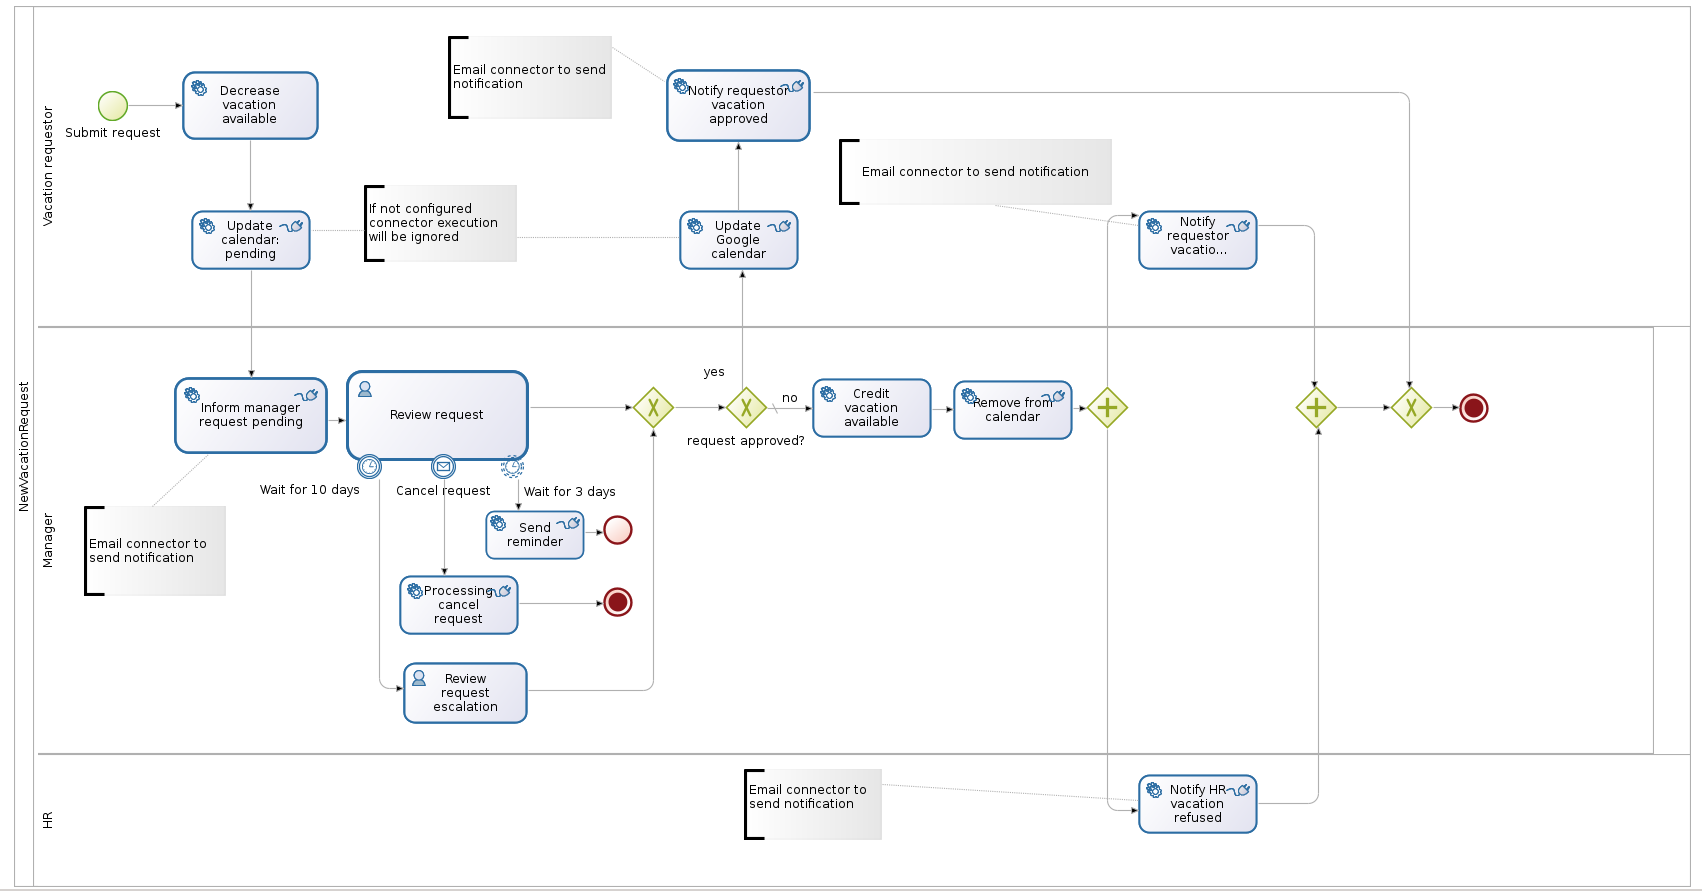 NewVacationRequest
Vacation requestor
Submit request
Decrease
vacation
available
Update
calendar:
pending
If not configured
connector execution
will be ignored
Email connector to send
notification
Notify requestor
vacation
approved
Update
Google
calendar
Email connector to send notification
Notify
requestor
vacatio...
Manager
Inform manager
request pending
Email connector to
send notification
Review request
Wait for 10 days
Cancel request
Wait for 3 days
Send
reminder
Processing
cancel
request
Review
request
escalation
yes
no
request approved?
Credit
vacation
available
Remove from
calendar
HR
Email connector to
send notification
Notify HR
vacation
refused